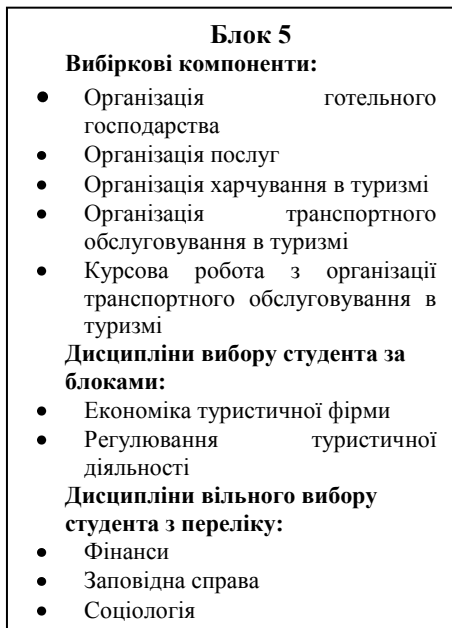 Блок 5
Вибіркові компоненти:
• Організація готельного
господарства
• Організація послуг
• Організація харчування в туризмі
• Організація транспортного
обслуговування в туризмі
• Курсова робота з організації
транспортного обслуговування в
туризмі
Дисципліни вибору студента за
блоками:
• Економіка туристичної фірми
• Регулювання туристичної
діяльності
Дисципліни вільного вибору
студента з переліку:
• Фінанси
• Заповідна справа
• Соціологія